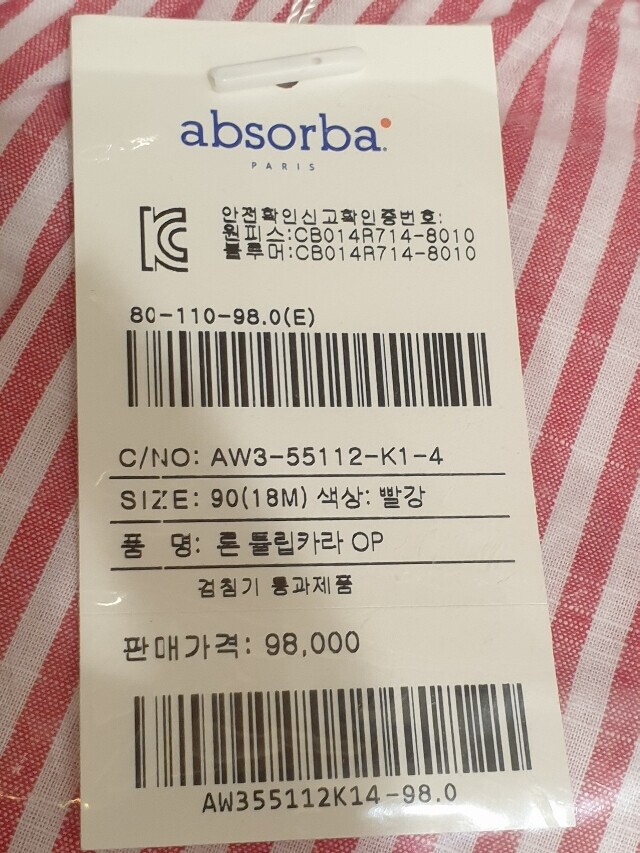 absorba
PARIS
안전확인신고확인증번호:
원피스:CB014R714-8010
블루머:CB014R714-8010
80-110-98.0(E)
C/NO: AW3-55112-K1-4
SIZE: 90(18M) 색상: 빨강
품 명: 론 튤립카라 OP
검침기 통과제품
판매가격: 98,000
AW355112K14-98.0